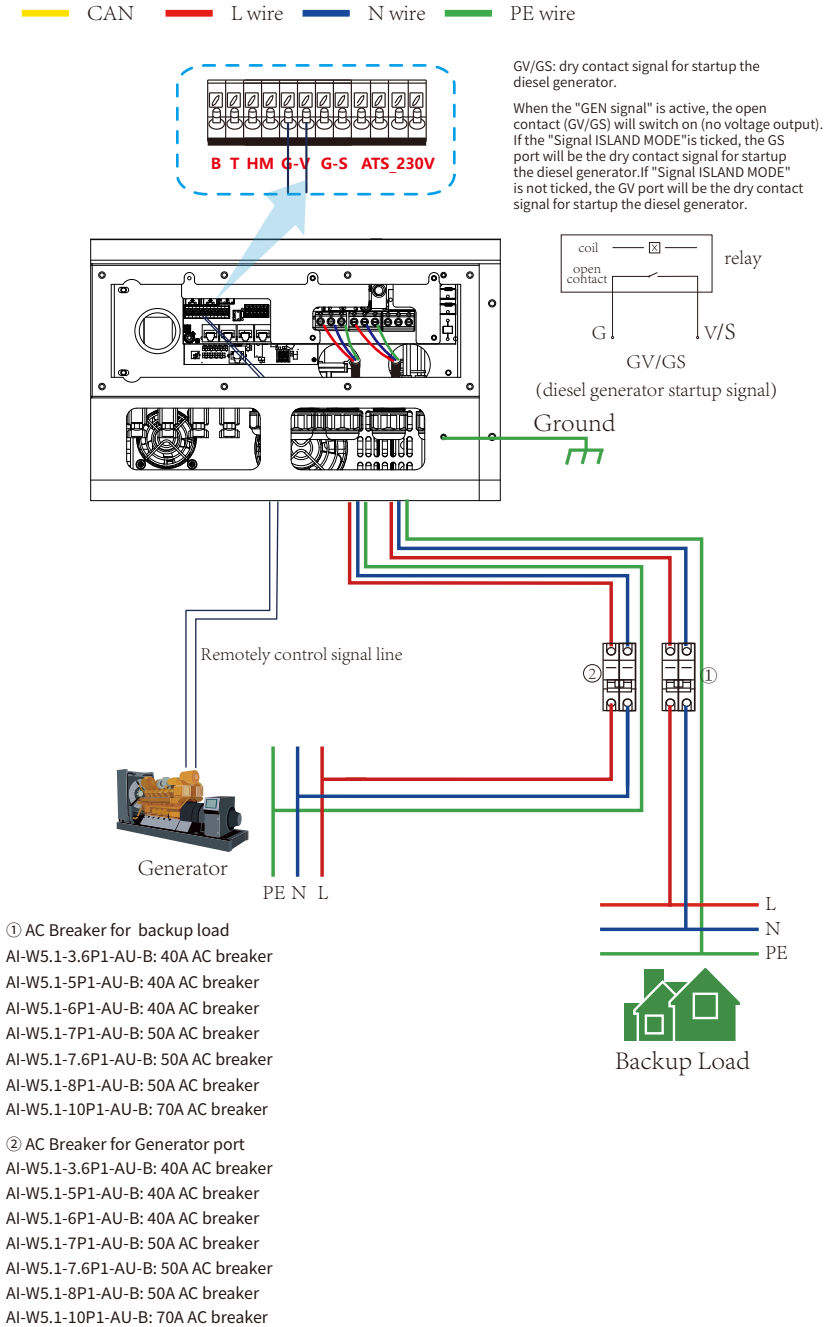 CAN L wire N wire PE wire
GV/GS: dry contact signal for startup the
diesel generator.
When the "GEN signal" is active, the open
contact (GV/GS) will switch on (no voltage output).
If the "Signal ISLAND MODE"is ticked, the GS
port will be the dry contact signal for startup
the diesel generator.If "Signal ISLAND MODE"
is not ticked, the GV port will be the dry contact
signal for startup the diesel generator.
B T HM G-V G-S ATS_230V
coil
X
open
contact
relay
G V/S
GV/GS
(diesel generator startup signal)
Ground
Remotely control signal line
②
①
Generator
PE N L
L
N
PE
Backup Load
① AC Breaker for backup load
AI-W5.1-3.6P1-AU-B: 40A AC breaker
AI-W5.1-5P1-AU-B: 40A AC breaker
AI-W5.1-6P1-AU-B: 40A AC breaker
AI-W5.1-7P1-AU-B: 50A AC breaker
AI-W5.1-7.6P1-AU-B: 50A AC breaker
AI-W5.1-8P1-AU-B: 50A AC breaker
AI-W5.1-10P1-AU-B: 70A AC breaker
② AC Breaker for Generator port
AI-W5.1-3.6P1-AU-B: 40A AC breaker
AI-W5.1-5P1-AU-B: 40A AC breaker
AI-W5.1-6P1-AU-B: 40A AC breaker
AI-W5.1-7P1-AU-B: 50A AC breaker
AI-W5.1-7.6P1-AU-B: 50A AC breaker
AI-W5.1-8P1-AU-B: 50A AC breaker
AI-W5.1-10P1-AU-B: 70A AC breaker